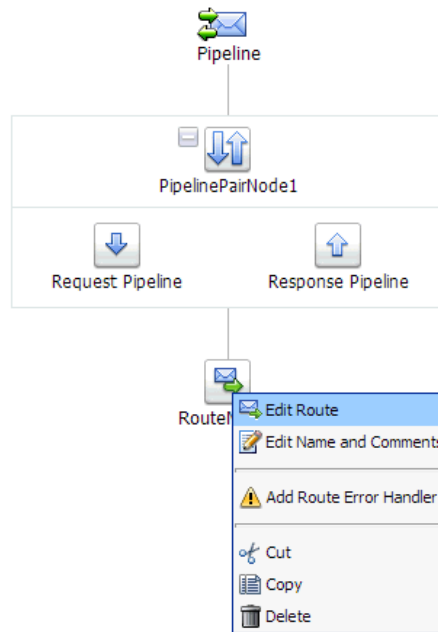 Pipeline
PipelinePairNode1
Request Pipeline
Response Pipeline
Edit Route
Edit Name and Comments
Add Route Error Handler
Cut
Copy
Delete